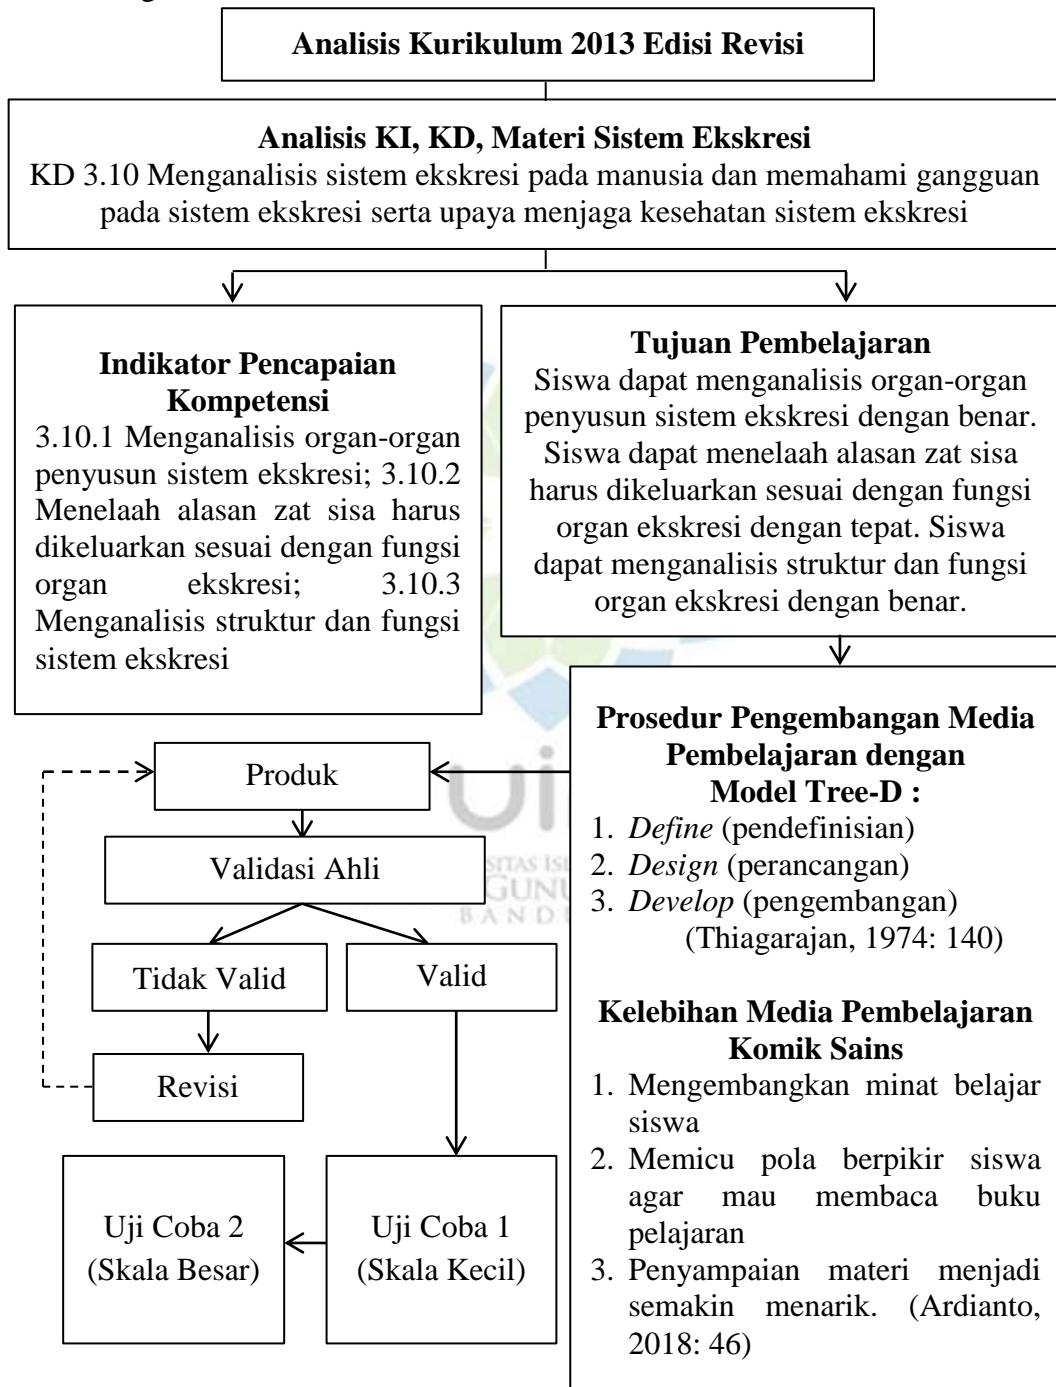 Analisis Kurikulum 2013 Edisi Revisi
Analisis KI, KD, Materi Sistem Ekskresi
KD 3.10 Menganalisis sistem ekskresi pada manusia dan memahami gangguan
pada sistem ekskresi serta upaya menjaga kesehatan sistem ekskresi
Indikator Pencapaian
Kompetensi
3.10.1 Menganalisis organ-organ
penyusun sistem ekskresi; 3.10.2
Menelaah alasan zat sisa harus
dikeluarkan sesuai dengan fungsi
organ ekskresi; 3.10.3
Menganalisis struktur dan fungsi
sistem ekskresi
Tujuan Pembelajaran
Siswa dapat menganalisis organ-organ
penyusun sistem ekskresi dengan benar.
Siswa dapat menelaah alasan zat sisa
harus dikeluarkan sesuai dengan fungsi
organ ekskresi dengan tepat. Siswa
dapat menganalisis struktur dan fungsi
organ ekskresi dengan benar.
Prosedur Pengembangan Media
Pembelajaran dengan
Model Tree-D :
1. Define (pendefinisian)
2. Design (perancangan)
3. Develop (pengembangan)
(Thiagarajan, 1974: 140)
Kelebihan Media Pembelajaran
Komik Sains
1. Mengembangkan minat belajar
siswa
2. Memicu pola berpikir siswa
agar mau membaca buku
pelajaran
3. Penyampaian materi menjadi
semakin menarik. (Ardianto,
2018: 46)
Produk
Validasi Ahli
Tidak Valid
Valid
Revisi
Uji Coba 2
(Skala Besar)
Uji Coba 1
(Skala Kecil)